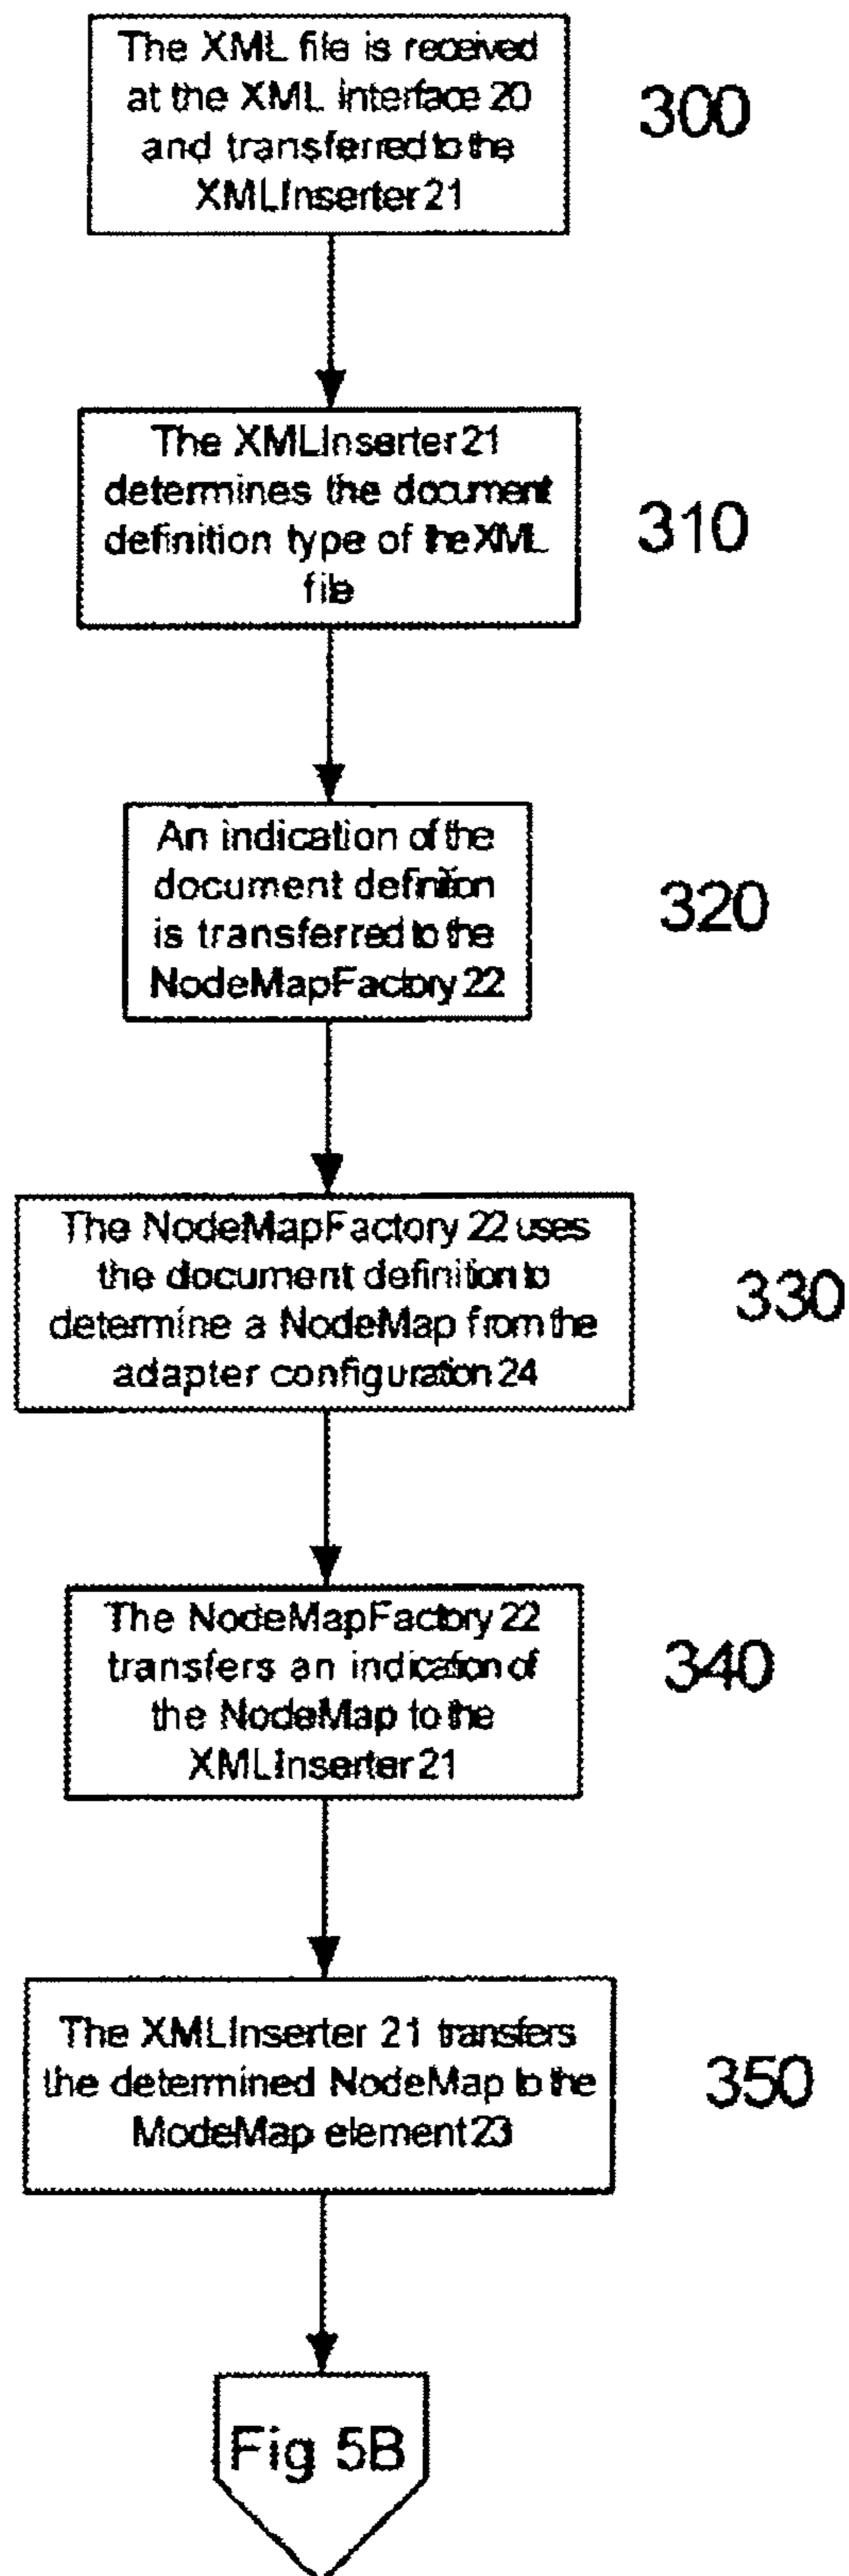 The XML file is received
at the XML interface 20
and transferred to the
XMLInserter 21
300
The XMLInserter 21
determines the document
definition type of the XML
file
310
An indication of the
document definition
is transferred to the
NodeMapFactory 22
320
The NodeMapFactory 22 uses
the document definition to
determine a NodeMap from the
adapter configuration 24
330
The NodeMapFactory 22
transfers an indication of
the NodeMap to the
XMLInserter 21
340
The XMLInserter 21 transfers
the determined NodeMap to the
ModeMap element 23
350
Fig 5B